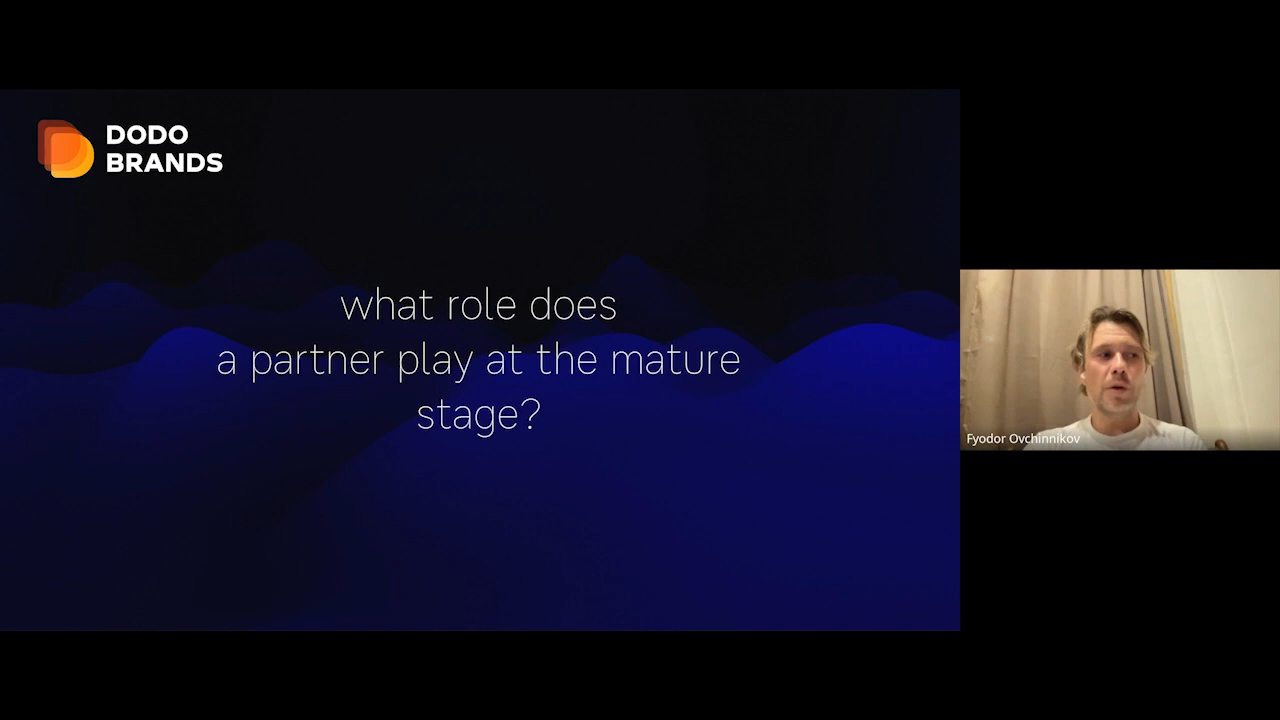 DODO
BRANDS
what role does
a partner play at the mature
stage?
Fyodor Ovchinnikov